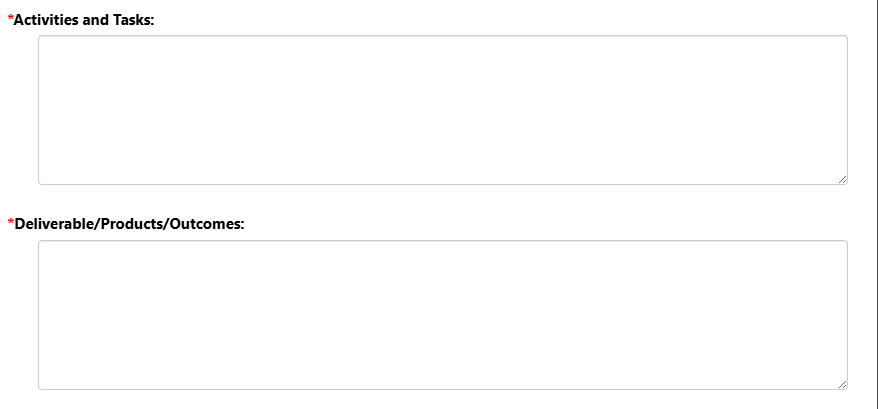 *Activities and Tasks:
*Deliverable/Products/Outcomes: